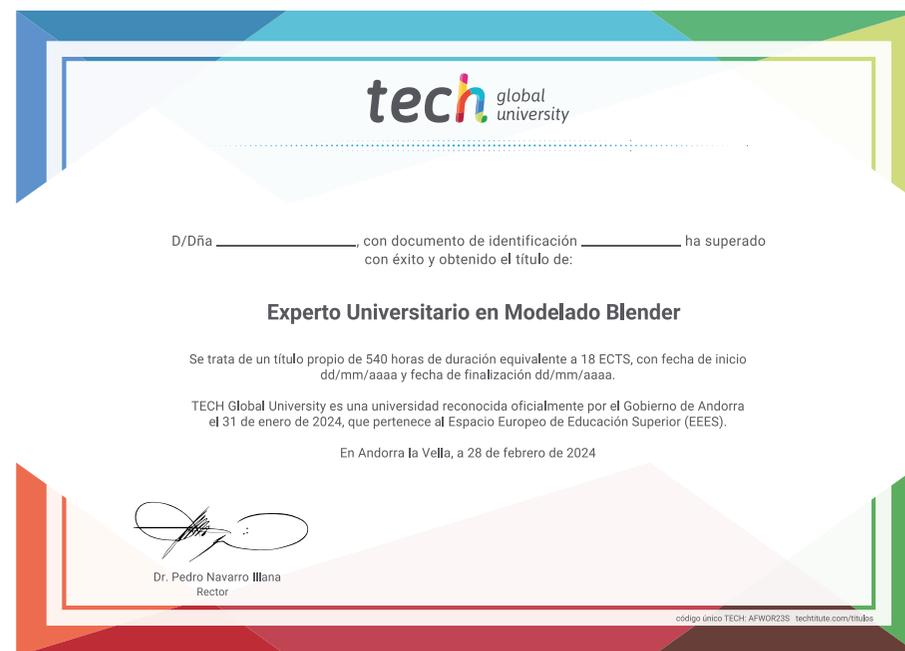 tech global
university
D/Dña ____________, con documento de identificación ____________ ha superado
con éxito y obtenido el título de:
Experto Universitario en Modelado Blender
Se trata de un título propio de 540 horas de duración equivalente a 18 ECTS, con fecha de inicio
dd/mm/aaaa y fecha de finalización dd/mm/aaaa.
TECH Global University es una universidad reconocida oficialmente por el Gobierno de Andorra
el 31 de enero de 2024, que pertenece al Espacio Europeo de Educación Superior (EEES).
En Andorra la Vella, a 28 de febrero de 2024
Dr. Pedro Navarro Illana
Rector
código único TECH: AFWOR23S techtitute.com/titulos